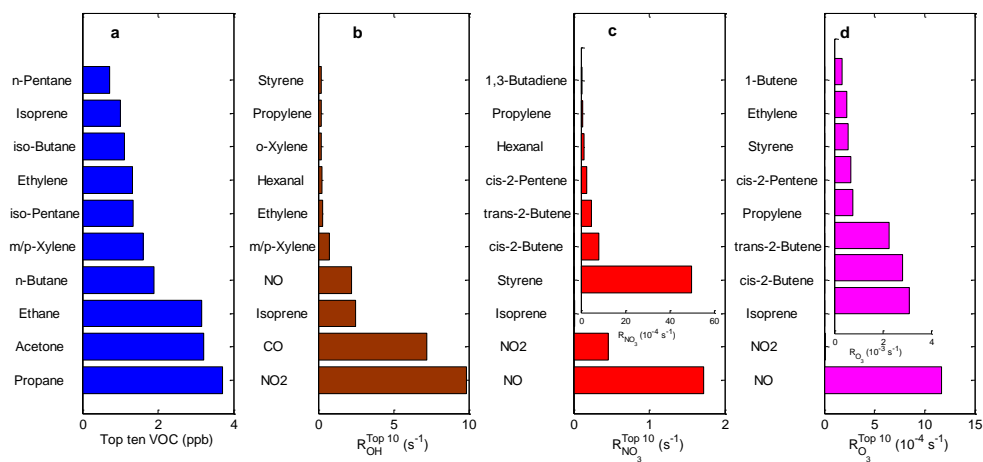 a
n-Pentane
Isoprene
iso-Butane
Ethylene
iso-Pentane
m/p-Xylene
n-Butane
Ethane
Acetone
Propane
0 2 4
Top ten VOC (ppb)
b
Styrene
Propylene
o-Xylene
Hexanal
Ethylene
m/p-Xylene
NO
Isoprene
CO
NO2
0 5 10
R_OH^Top 10 (s⁻¹)
c
1,3-Butadiene
Propylene
Hexanal
cis-2-Pentene
trans-2-Butene
cis-2-Butene
Styrene
Isoprene
NO2
NO
0 20 40 60
R_NO₃ (10⁻⁴ s⁻¹)
0 1 2
R_NO₃^Top 10 (s⁻¹)
d
1-Butene
Ethylene
Styrene
cis-2-Pentene
Propylene
trans-2-Butene
cis-2-Butene
Isoprene
NO2
NO
0 2 4
R_O₃ (10⁻³ s⁻¹)
0 5 10 15
R_O₃^Top 10 (10⁻⁴ s⁻¹)